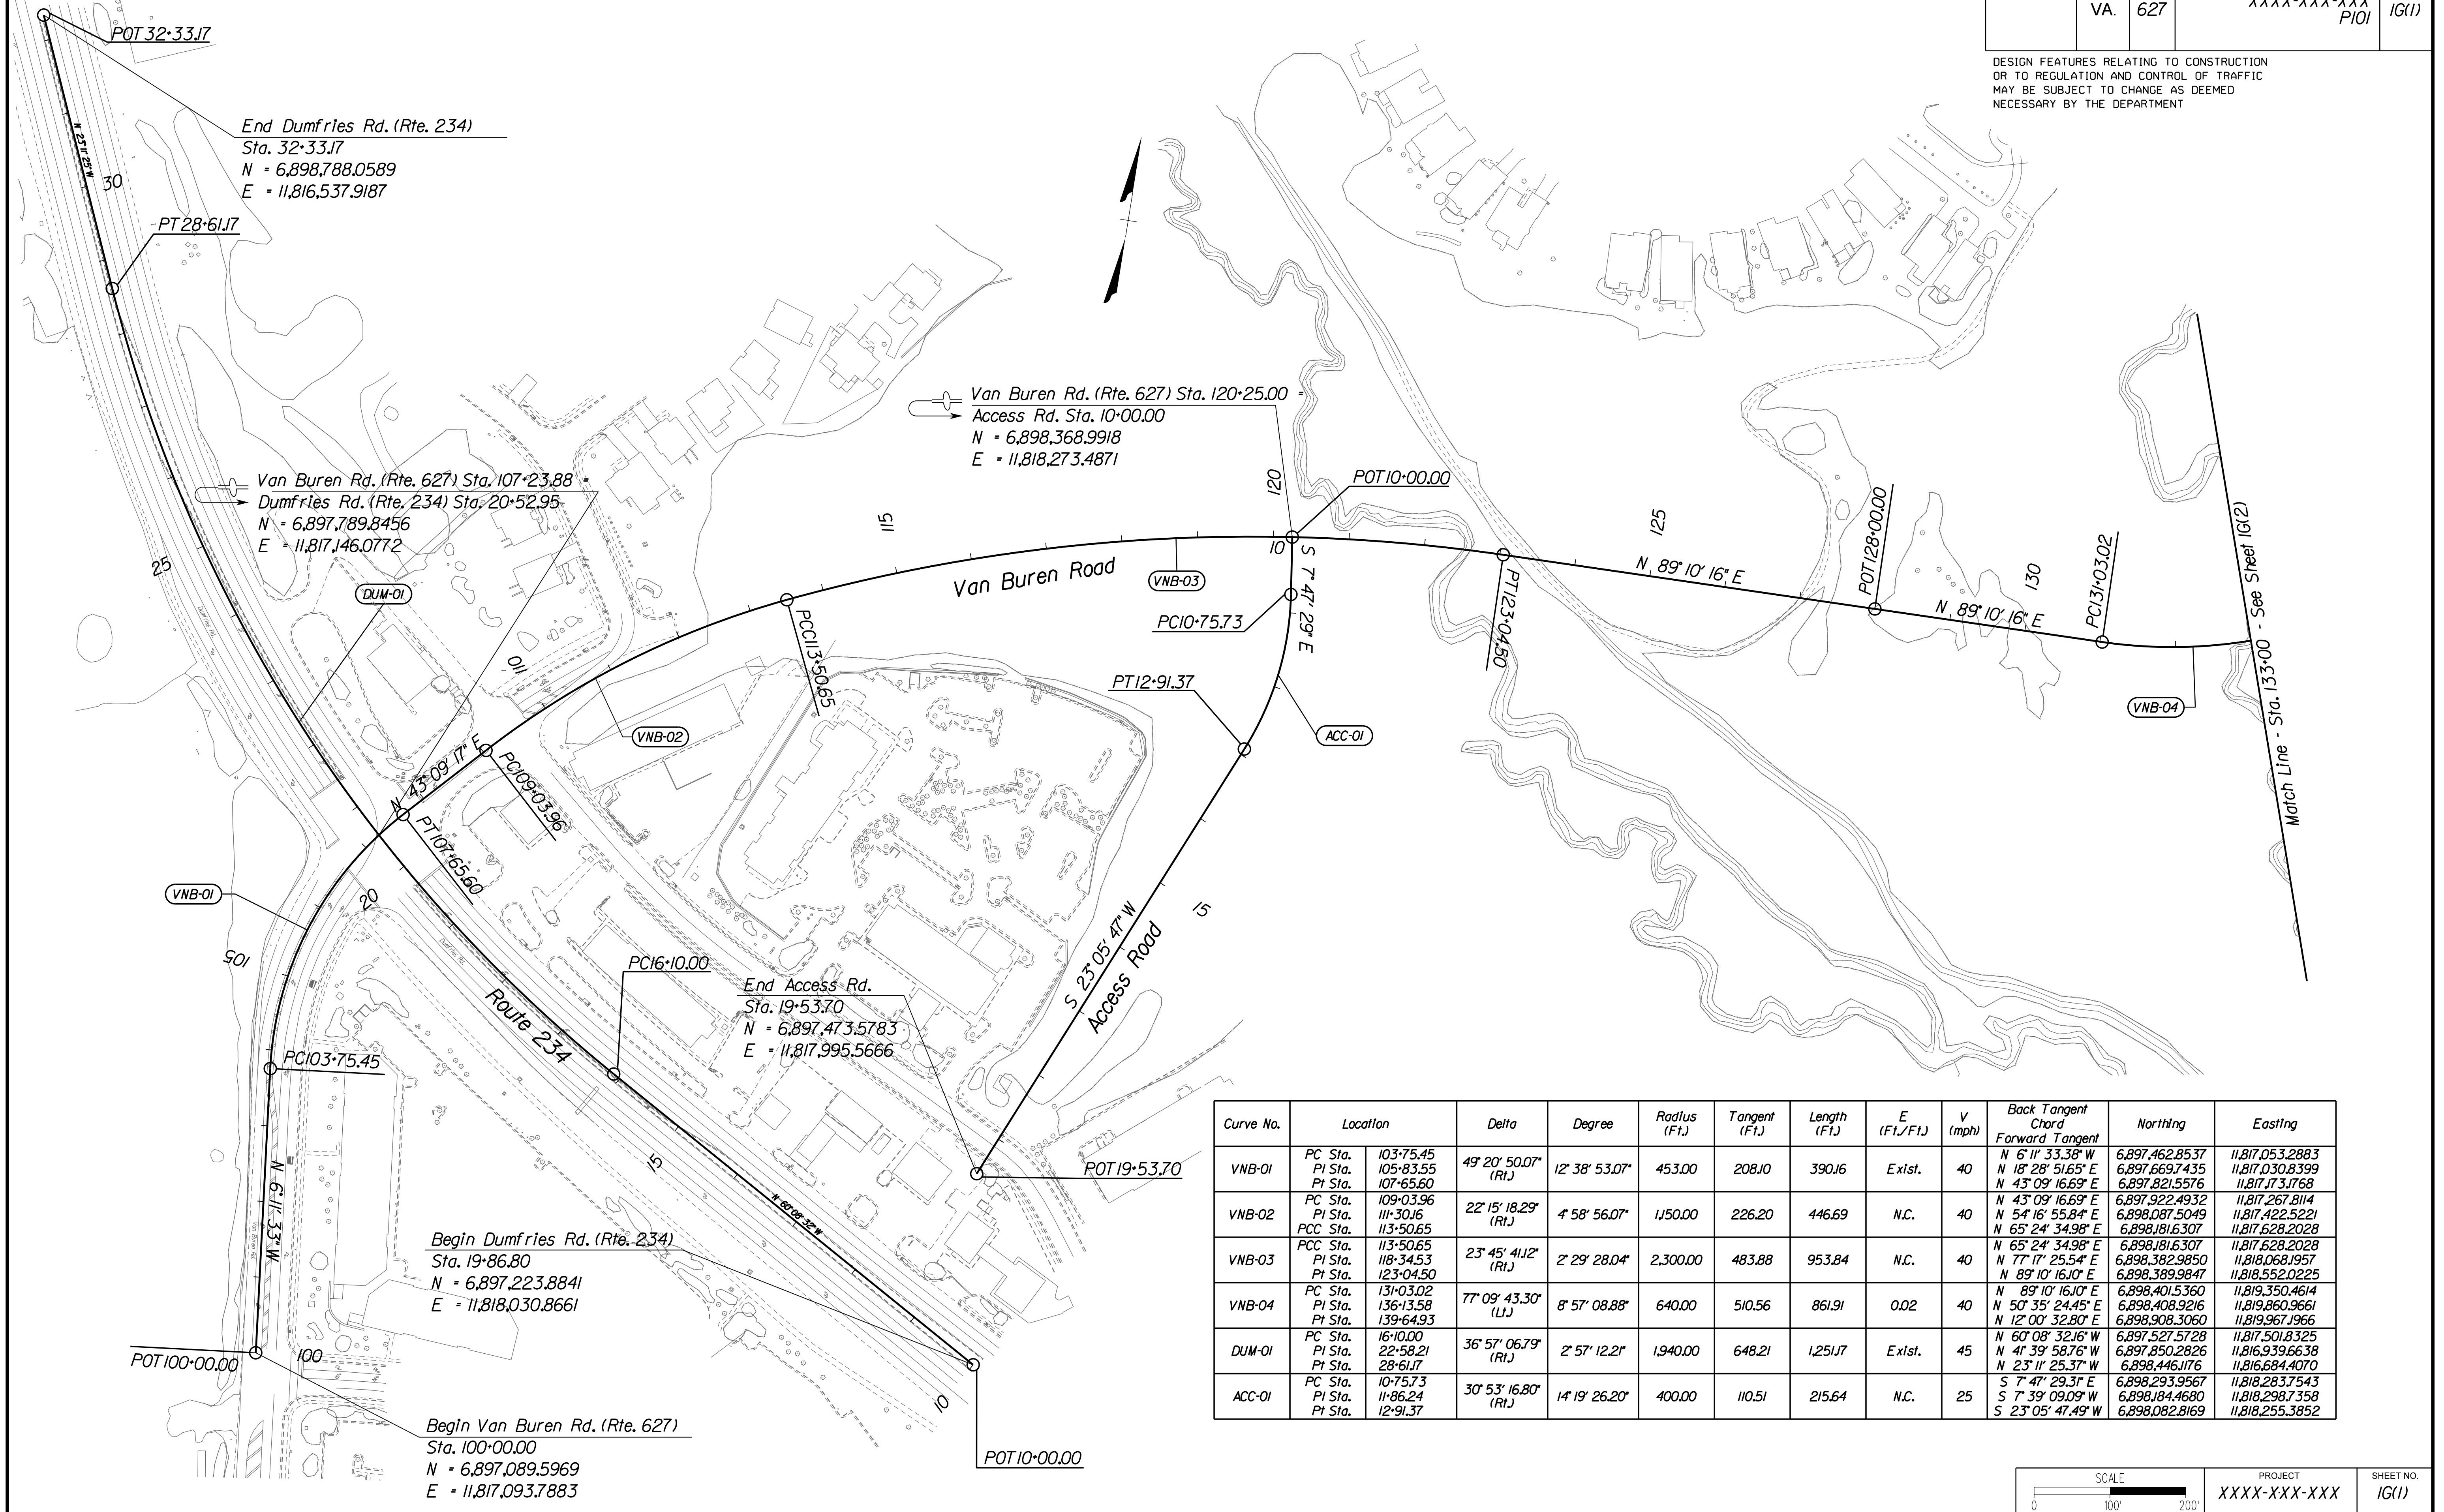 VA.
627
XXXX-XXX-XXX
P101
1G(1)
DESIGN FEATURES RELATING TO CONSTRUCTION
OR TO REGULATION AND CONTROL OF TRAFFIC
MAY BE SUBJECT TO CHANGE AS DEEMED
NECESSARY BY THE DEPARTMENT
POT 32+33.17
End Dumfries Rd. (Rte. 234)
Sta. 32+33.17
N = 6,898,788.0589
E = 11,816,537.9187
N 23° 11' 25" W
30
PT 28+61.17
Van Buren Rd. (Rte. 627) Sta. 120+25.00 =
Access Rd. Sta. 10+00.00
N = 6,898,368.9918
E = 11,818,273.4871
Van Buren Rd. (Rte. 627) Sta. 107+23.88 =
Dumfries Rd. (Rte. 234) Sta. 20+52.95
N = 6,897,789.8456
E = 11,817,146.0772
25
DUM-01
115
120
POT 10+00.00
10
S 7° 47' 29" E
Van Buren Road
VNB-03
PC 10+75.73
PCC 113+50.65
PT 123+04.50
125
N 89° 10' 16" E
POT 128+00.00
N 89° 10' 16" E
130
PC 131+03.02
Match Line - Sta. 133+00 - See Sheet 1G(2)
VNB-04
110
VNB-02
PT 12+91.37
ACC-01
N 43° 09' 17" E
PC 109+03.96
PT 107+65.60
VNB-01
20
105
Dumfries Rd.
Dumfries Rd.
Route 234
PC 16+10.00
15
S 23° 05' 47" W
Access Road
End Access Rd.
Sta. 19+53.70
N = 6,897,473.5783
E = 11,817,995.5666
PC 103+75.45
N 6° 11' 33" W
15
N 60° 08' 32" W
POT 19+53.70
Begin Dumfries Rd. (Rte. 234)
Sta. 19+86.80
N = 6,897,223.8841
E = 11,818,030.8661
POT 100+00.00
100
10
POT 10+00.00
Begin Van Buren Rd. (Rte. 627)
Sta. 100+00.00
N = 6,897,089.5969
E = 11,817,093.7883
Curve No. Location Delta Degree Radius (Ft.) Tangent (Ft.) Length (Ft.) E (Ft./Ft.) V (mph) Back Tangent Chord Forward Tangent Northing Easting
PC Sta. 103+75.45 N 6° 11' 33.38" W 6,897,462.8537 11,817,053.2883
VNB-01 PI Sta. 105+83.55 49° 20' 50.07" (Rt.) 12° 38' 53.07" 453.00 208.10 390.16 Exist. 40 N 18° 28' 51.65" E 6,897,669.7435 11,817,030.8399
Pt Sta. 107+65.60 N 43° 09' 16.69" E 6,897,821.5576 11,817,173.1768
PC Sta. 109+03.96 N 43° 09' 16.69" E 6,897,922.4932 11,817,267.8114
VNB-02 PI Sta. 111+30.16 22° 15' 18.29" (Rt.) 4° 58' 56.07" 1,150.00 226.20 446.69 N.C. 40 N 54° 16' 55.84" E 6,898,087.5049 11,817,422.5221
PCC Sta. 113+50.65 N 65° 24' 34.98" E 6,898,181.6307 11,817,628.2028
PCC Sta. 113+50.65 N 65° 24' 34.98" E 6,898,181.6307 11,817,628.2028
VNB-03 PI Sta. 118+34.53 23° 45' 41.12" (Rt.) 2° 29' 28.04" 2,300.00 483.88 953.84 N.C. 40 N 77° 17' 25.54" E 6,898,382.9850 11,818,068.1957
Pt Sta. 123+04.50 N 89° 10' 16.10" E 6,898,389.9847 11,818,552.0225
PC Sta. 131+03.02 N 89° 10' 16.10" E 6,898,401.5360 11,819,350.4614
VNB-04 PI Sta. 136+13.58 77° 09' 43.30" (Lt.) 8° 57' 08.88" 640.00 510.56 861.91 0.02 40 N 50° 35' 24.45" E 6,898,408.9216 11,819,860.9661
Pt Sta. 139+64.93 N 12° 00' 32.80" E 6,898,908.3060 11,819,967.1966
PC Sta. 16+10.00 N 60° 08' 32.16" W 6,897,527.5728 11,817,501.8325
DUM-01 PI Sta. 22+58.21 36° 57' 06.79" (Rt.) 2° 57' 12.21" 1,940.00 648.21 1,251.17 Exist. 45 N 41° 39' 58.76" W 6,897,850.2826 11,816,939.6638
Pt Sta. 28+61.17 N 23° 11' 25.37" W 6,898,446.1176 11,816,684.4070
PC Sta. 10+75.73 S 7° 47' 29.31" E 6,898,293.9567 11,818,283.7543
ACC-01 PI Sta. 11+86.24 30° 53' 16.80" (Rt.) 14° 19' 26.20" 400.00 110.51 215.64 N.C. 25 S 7° 39' 09.09" W 6,898,184.4680 11,818,298.7358
Pt Sta. 12+91.37 S 23° 05' 47.49" W 6,898,082.8169 11,818,255.3852
SCALE
0 100' 200'
PROJECT
XXXX-XXX-XXX
SHEET NO.
1G(1)